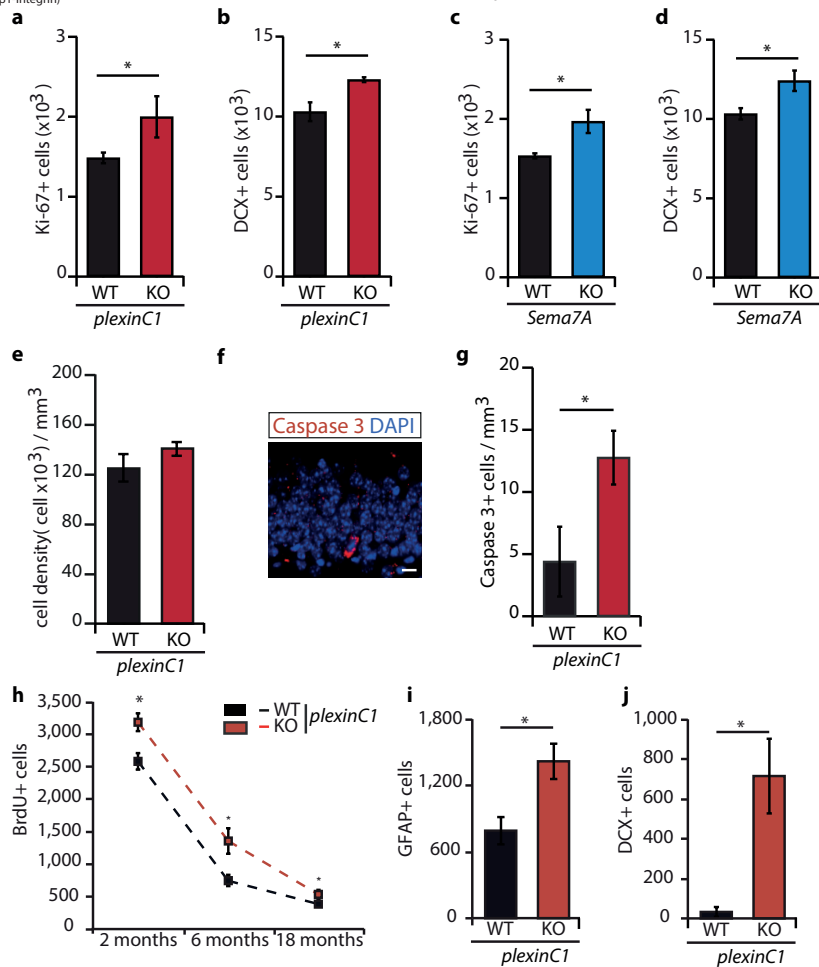 a
Ki-67+ cells (x10³)
3
2
1
0
*
WT KO
plexinC1
b
DCX+ cells (x10³)
15
10
5
0
*
WT KO
plexinC1
c
Ki-67+ cells (x10³)
3
2
1
0
*
WT KO
Sema7A
d
DCX+ cells (x10³)
15
10
5
0
*
WT KO
Sema7A
e
cell density( cell x10³) / mm³
200
160
120
80
40
0
WT KO
plexinC1
f
Caspase 3 DAPI
g
Caspase 3+ cells / mm³
20
15
10
5
0
*
WT KO
plexinC1
h
BrdU+ cells
3,500
3,000
2,500
2,000
1,500
1,000
500
0
*
*
*
2 months 6 months 18 months
WT
KO
plexinC1
i
GFAP+ cells
1,800
1,200
600
0
*
WT KO
plexinC1
j
DCX+ cells
1,000
800
600
400
200
0
*
WT KO
plexinC1